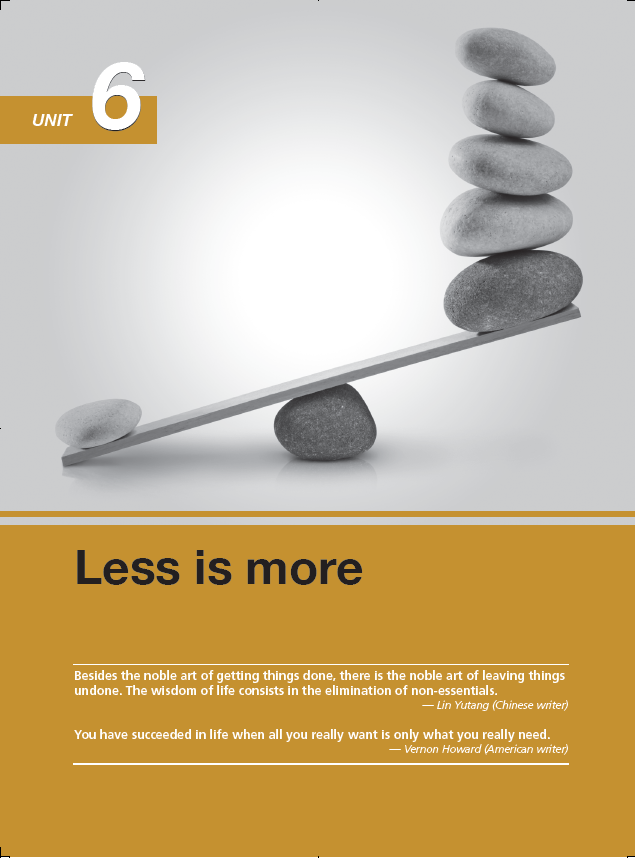 UNIT 6
Less is more
Besides the noble art of getting things done, there is the noble art of leaving things
undone. The wisdom of life consists in the elimination of non-essentials.
— Lin Yutang (Chinese writer)
You have succeeded in life when all you really want is only what you really need.
— Vernon Howard (American writer)